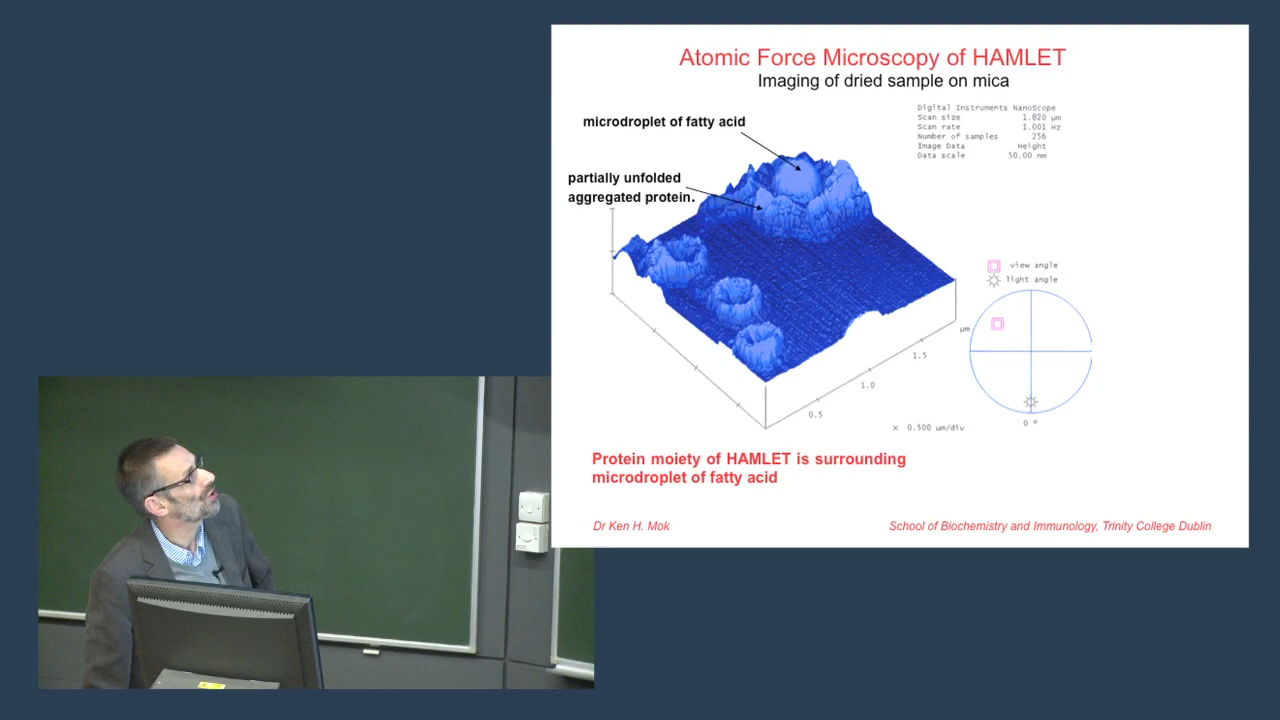 Atomic Force Microscopy of HAMLET
Imaging of dried sample on mica
microdroplet of fatty acid
partially unfolded
aggregated protein.
Digital Instruments NanoScope
Scan size 1.820 µm
Scan rate 1.001 Hz
Number of samples 256
Image Data Height
Data scale 50.00 nm
view angle
light angle
µm
1.5
1.0
0.5
× 0.500 µm/div
0 °
Protein moiety of HAMLET is surrounding
microdroplet of fatty acid
Dr Ken H. Mok
School of Biochemistry and Immunology, Trinity College Dublin